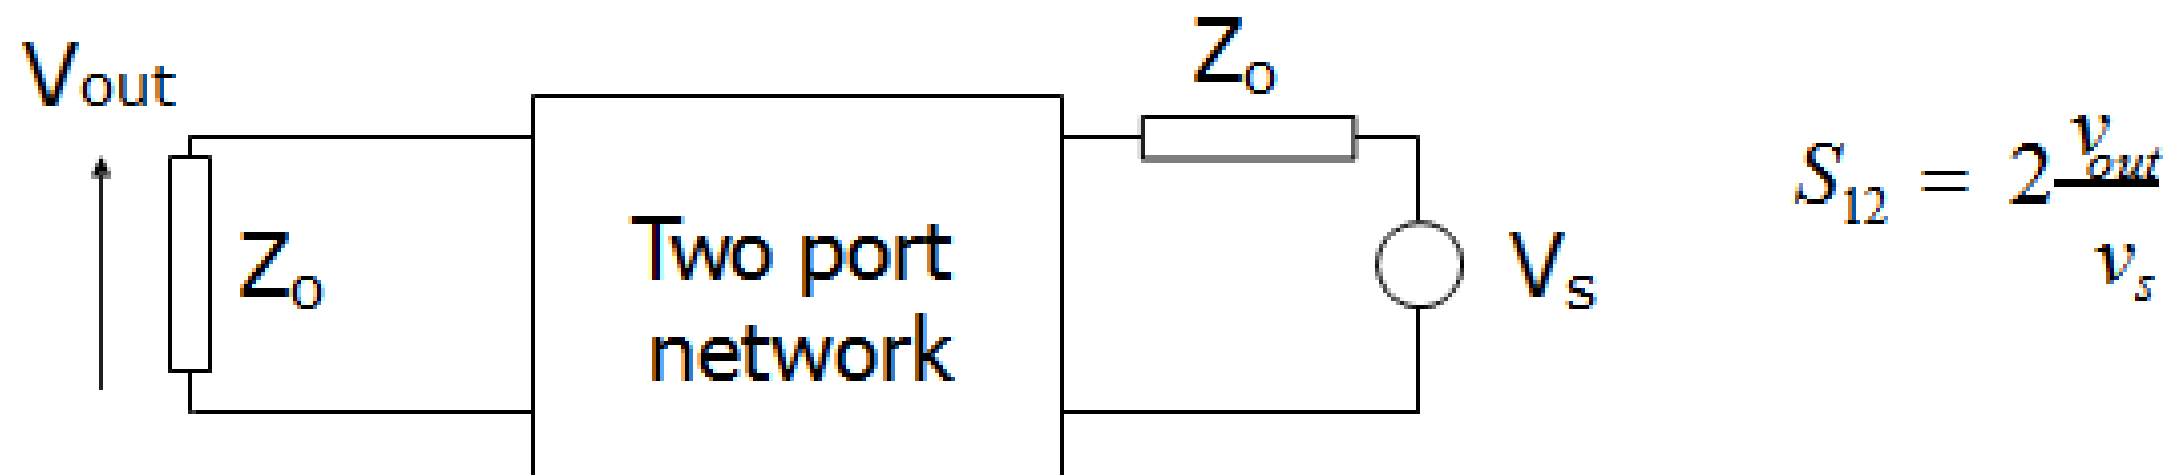 Vout
Zo
Zo
Two port
network
Vs
S12 = 2 vout / vs